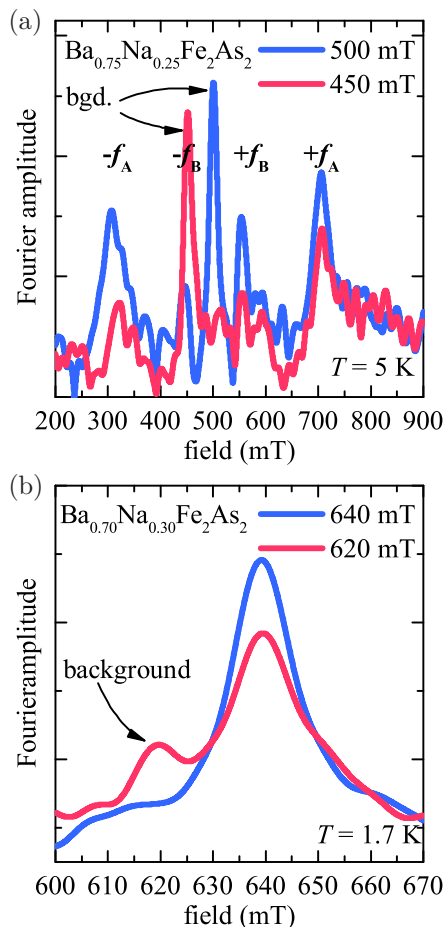 (a)
Ba0.75Na0.25Fe2As2
500 mT
450 mT
bgd.
-fA
-fB
+fB
+fA
Fourier amplitude
T = 5 K
200 300 400 500 600 700 800 900
field (mT)
(b)
Ba0.70Na0.30Fe2As2
640 mT
620 mT
background
Fourieramplitude
T = 1.7 K
600 610 620 630 640 650 660 670
field (mT)